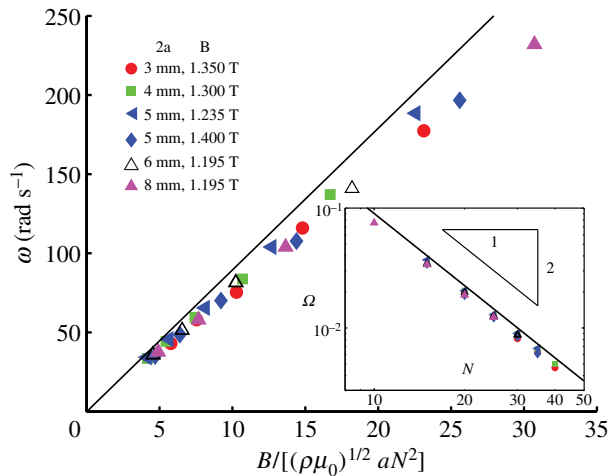 250
200
150
100
50
0
ω (rad s⁻¹)
2a B
3 mm, 1.350 T
4 mm, 1.300 T
5 mm, 1.235 T
5 mm, 1.400 T
6 mm, 1.195 T
8 mm, 1.195 T
10⁻¹
10⁻²
Ω
1
2
N
10 20 30 40 50
5 10 15 20 25 30 35
B/[(ρμ₀)¹/² aN²]